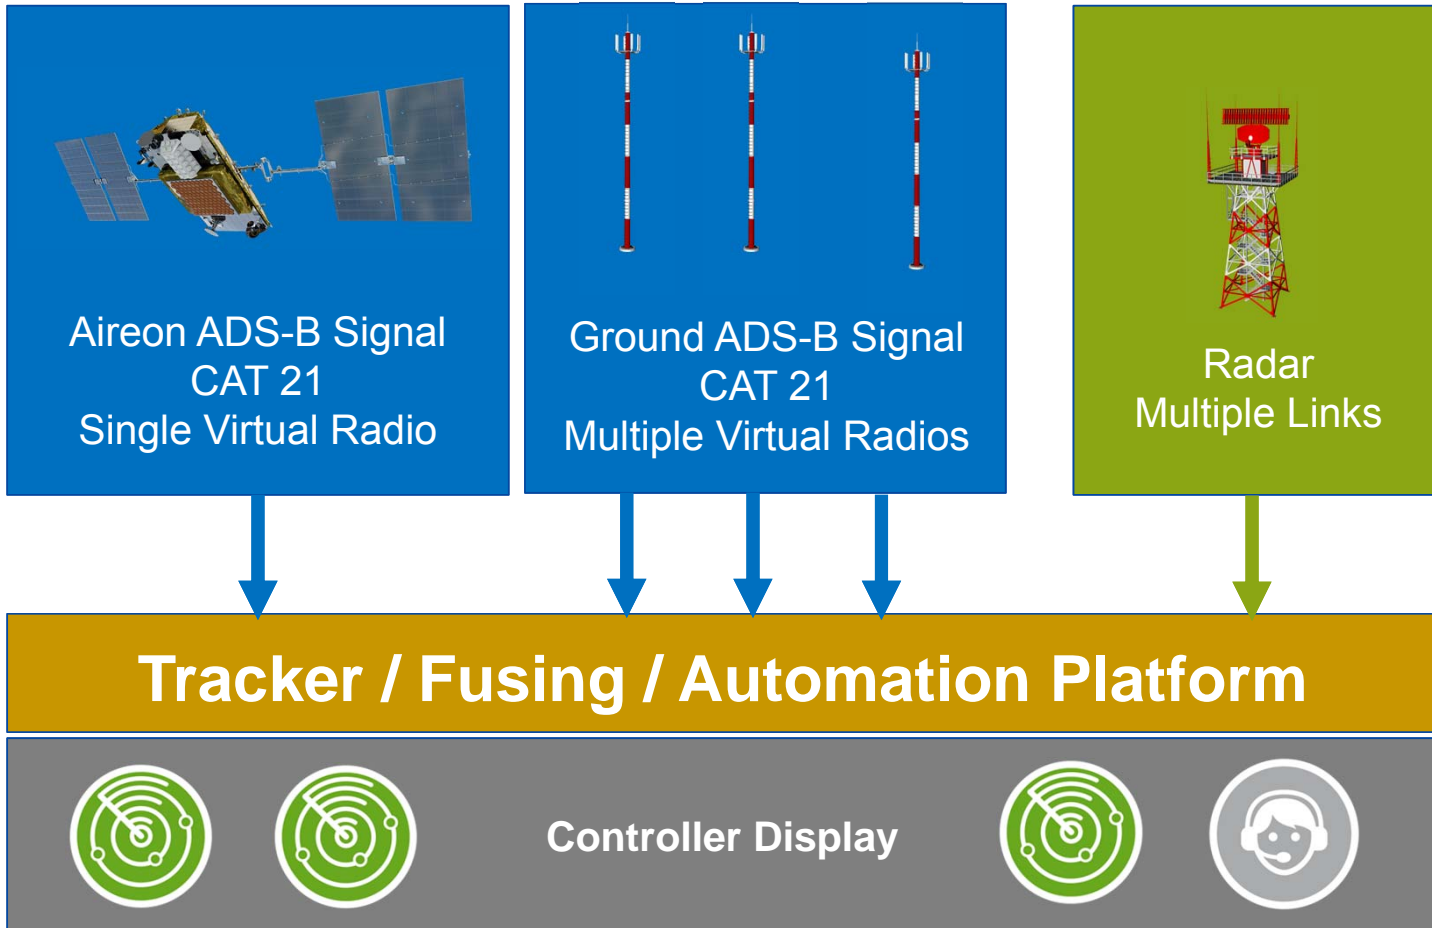 Aireon ADS-B Signal
CAT 21
Single Virtual Radio
Ground ADS-B Signal
CAT 21
Multiple Virtual Radios
Radar
Multiple Links
Tracker / Fusing / Automation Platform
Controller Display